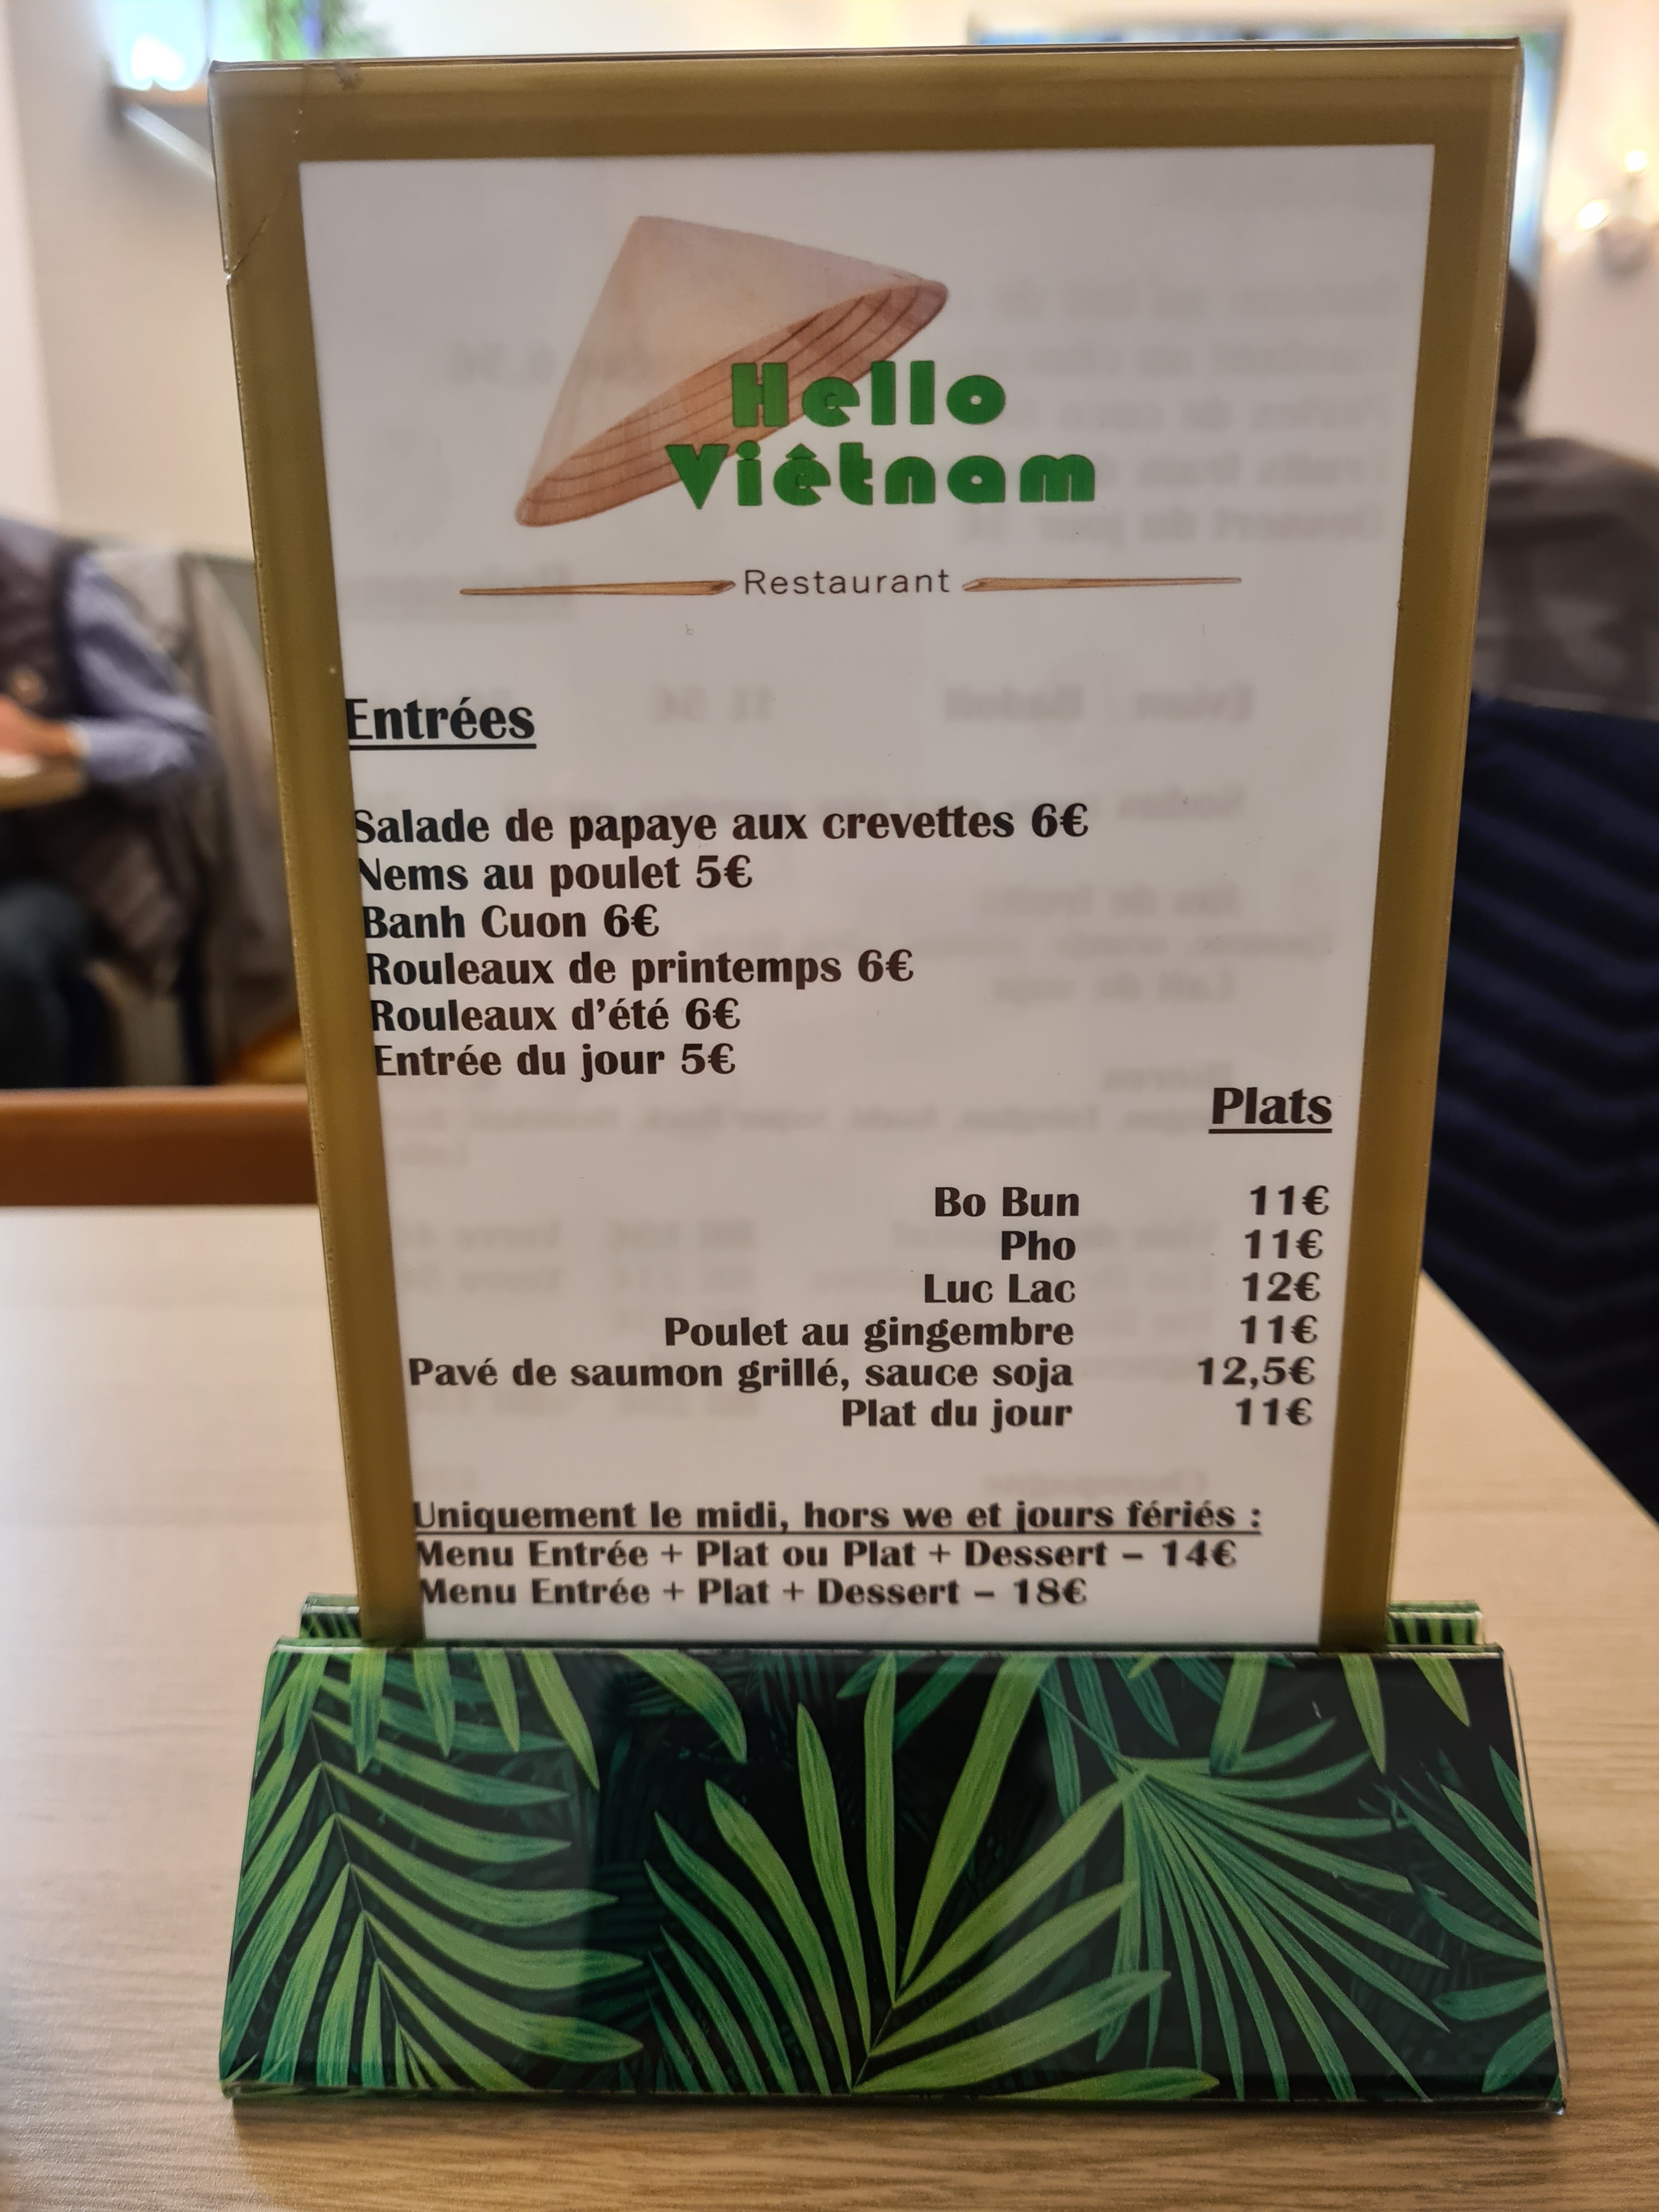 Hello
Viêtnam
Restaurant
Entrées
Salade de papaye aux crevettes 6€
Nems au poulet 5€
Banh Cuon 6€
Rouleaux de printemps 6€
Rouleaux d'été 6€
Entrée du jour 5€
Plats
Bo Bun 11€
Pho 11€
Luc Lac 12€
Poulet au gingembre 11€
Pavé de saumon grillé, sauce soja 12,5€
Plat du jour 11€
Uniquement le midi, hors we et jours fériés :
Menu Entrée + Plat ou Plat + Dessert – 14€
Menu Entrée + Plat + Dessert – 18€